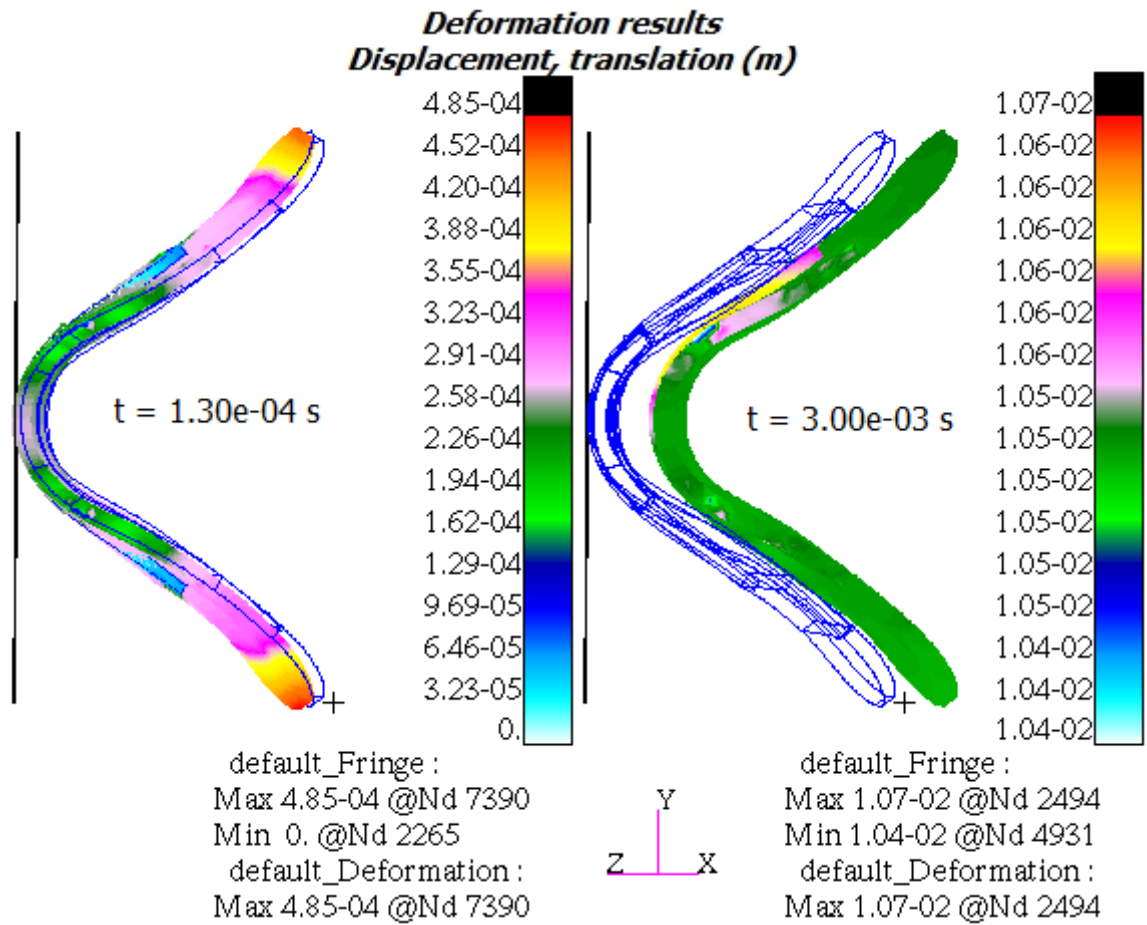 Deformation results
Displacement, translation (m)
4.85-04
4.52-04
4.20-04
3.88-04
3.55-04
3.23-04
2.91-04
2.58-04
2.26-04
1.94-04
1.62-04
1.29-04
9.69-05
6.46-05
3.23-05
0.
t = 1.30e-04 s
default_Fringe :
Max 4.85-04 @Nd 7390
Min 0. @Nd 2265
default_Deformation :
Max 4.85-04 @Nd 7390
1.07-02
1.06-02
1.06-02
1.06-02
1.06-02
1.06-02
1.06-02
1.05-02
1.05-02
1.05-02
1.05-02
1.05-02
1.05-02
1.04-02
1.04-02
1.04-02
t = 3.00e-03 s
default_Fringe :
Max 1.07-02 @Nd 2494
Min 1.04-02 @Nd 4931
default_Deformation :
Max 1.07-02 @Nd 2494
Y
Z X